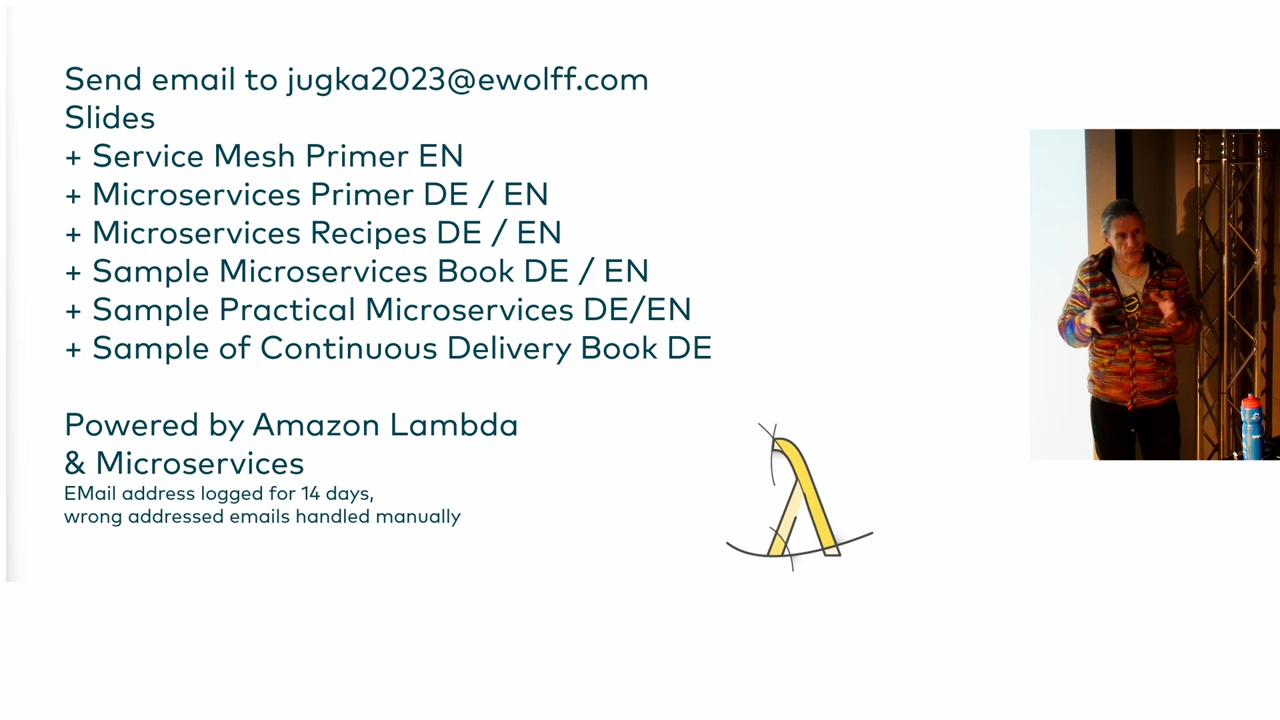 Send email to jugka2023@ewolff.com
Slides
+ Service Mesh Primer EN
+ Microservices Primer DE / EN
+ Microservices Recipes DE / EN
+ Sample Microservices Book DE / EN
+ Sample Practical Microservices DE/EN
+ Sample of Continuous Delivery Book DE
Powered by Amazon Lambda
& Microservices
EMail address logged for 14 days,
wrong addressed emails handled manually